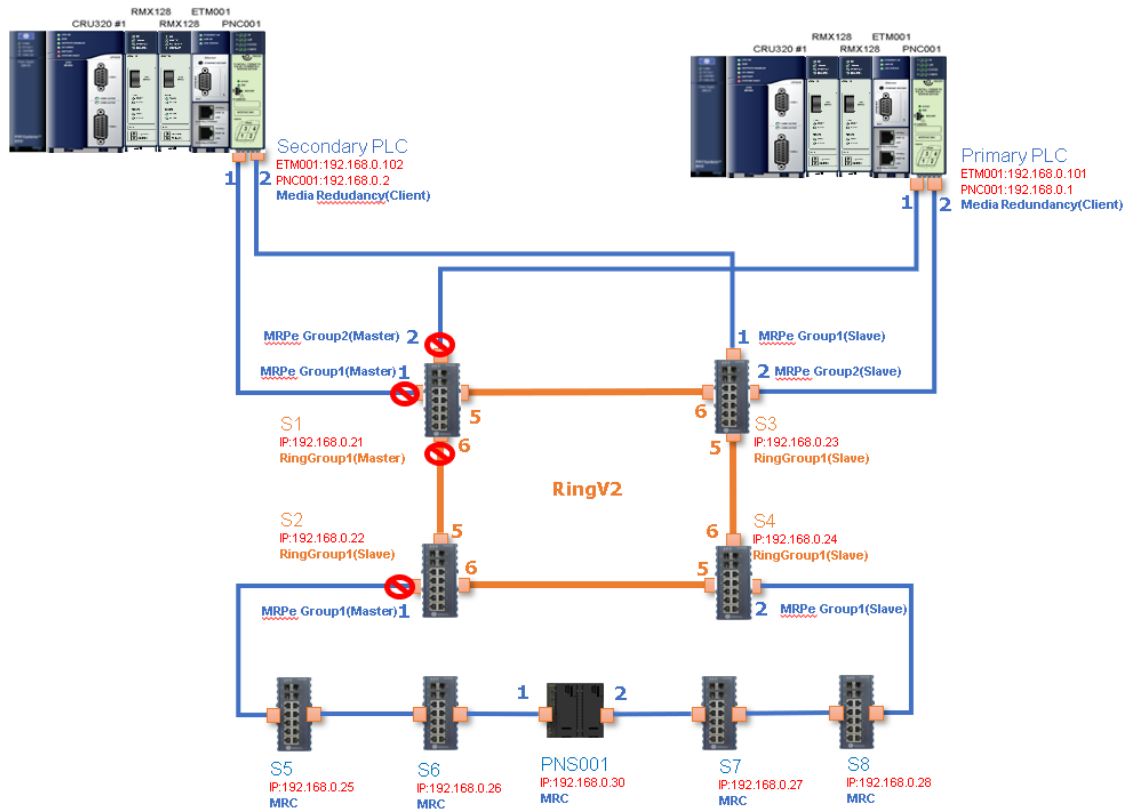 RMX128
ETM001
CRU320 #1
RMX128
PNC001
RMX128
ETM001
CRU320 #1
RMX128
PNC001
Secondary PLC
ETM001:192.168.0.102
PNC001:192.168.0.2
Media Redudancy(Client)
1
2
Primary PLC
ETM001:192.168.0.101
PNC001:192.168.0.1
Media Redundancy(Client)
1
2
MRPe Group2(Master)
2
MRPe Group1(Master)
1
1
MRPe Group1(Slave)
2
MRPe Group2(Slave)
5
6
S1
IP:192.168.0.21
RingGroup1(Master)
6
5
S3
IP:192.168.0.23
RingGroup1(Slave)
RingV2
S2
IP:192.168.0.22
RingGroup1(Slave)
5
6
S4
IP:192.168.0.24
RingGroup1(Slave)
6
5
MRPe Group1(Master)
1
2
MRPe Group1(Slave)
1
2
S5
IP:192.168.0.25
MRC
S6
IP:192.168.0.26
MRC
PNS001
IP:192.168.0.30
MRC
S7
IP:192.168.0.27
MRC
S8
IP:192.168.0.28
MRC